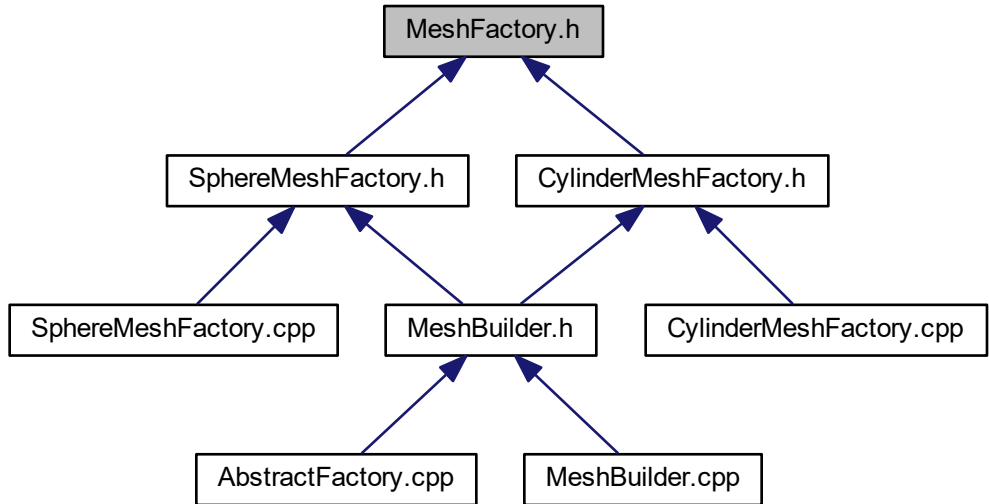 MeshFactory.h
SphereMeshFactory.h
CylinderMeshFactory.h
SphereMeshFactory.cpp
MeshBuilder.h
CylinderMeshFactory.cpp
AbstractFactory.cpp
MeshBuilder.cpp